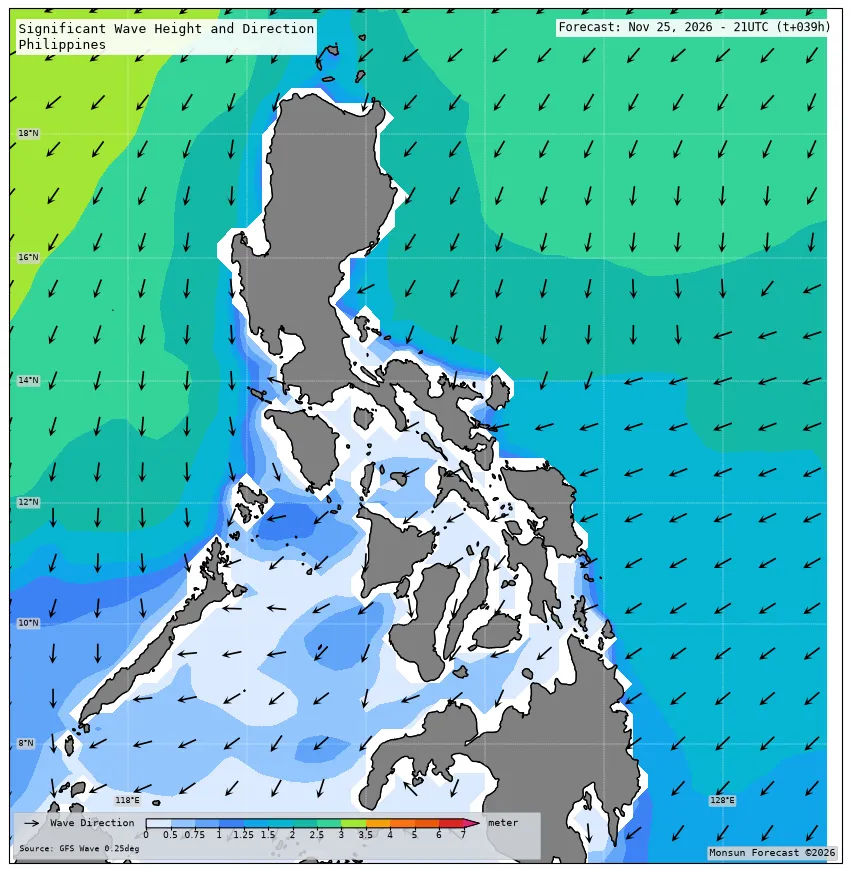 Significant Wave Height and Direction
Philippines
Forecast: Nov 25, 2026 - 21UTC (t+039h)
18°N
16°N
14°N
12°N
10°N
8°N
118°E
128°E
Wave Direction
0 0.5 0.75 1 1.25 1.5 2 2.5 3 3.5 4 5 6 7
meter
Source: GFS Wave 0.25deg
Monsun Forecast ©2026